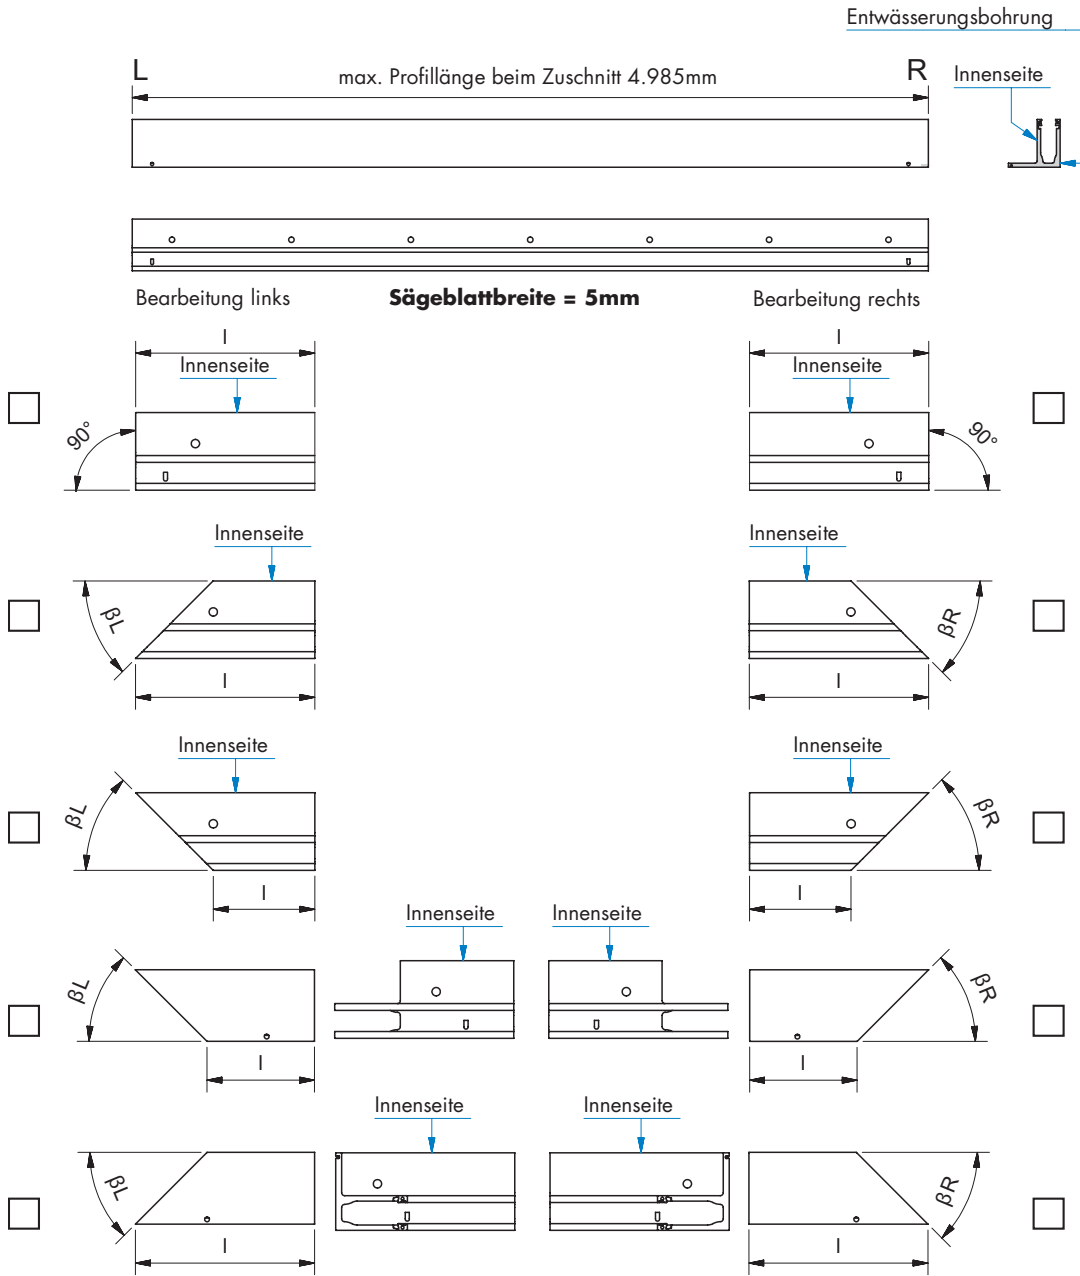 Entwässerungsbohrung
L
max. Profillänge beim Zuschnitt 4.985mm
R
Innenseite
Bearbeitung links
Sägeblattbreite = 5mm
Bearbeitung rechts
l
l
Innenseite
Innenseite
90°
90°
Innenseite
Innenseite
βL
βR
l
l
Innenseite
Innenseite
βL
βR
l
l
Innenseite
Innenseite
βL
βR
l
l
Innenseite
Innenseite
βL
βR
l
l